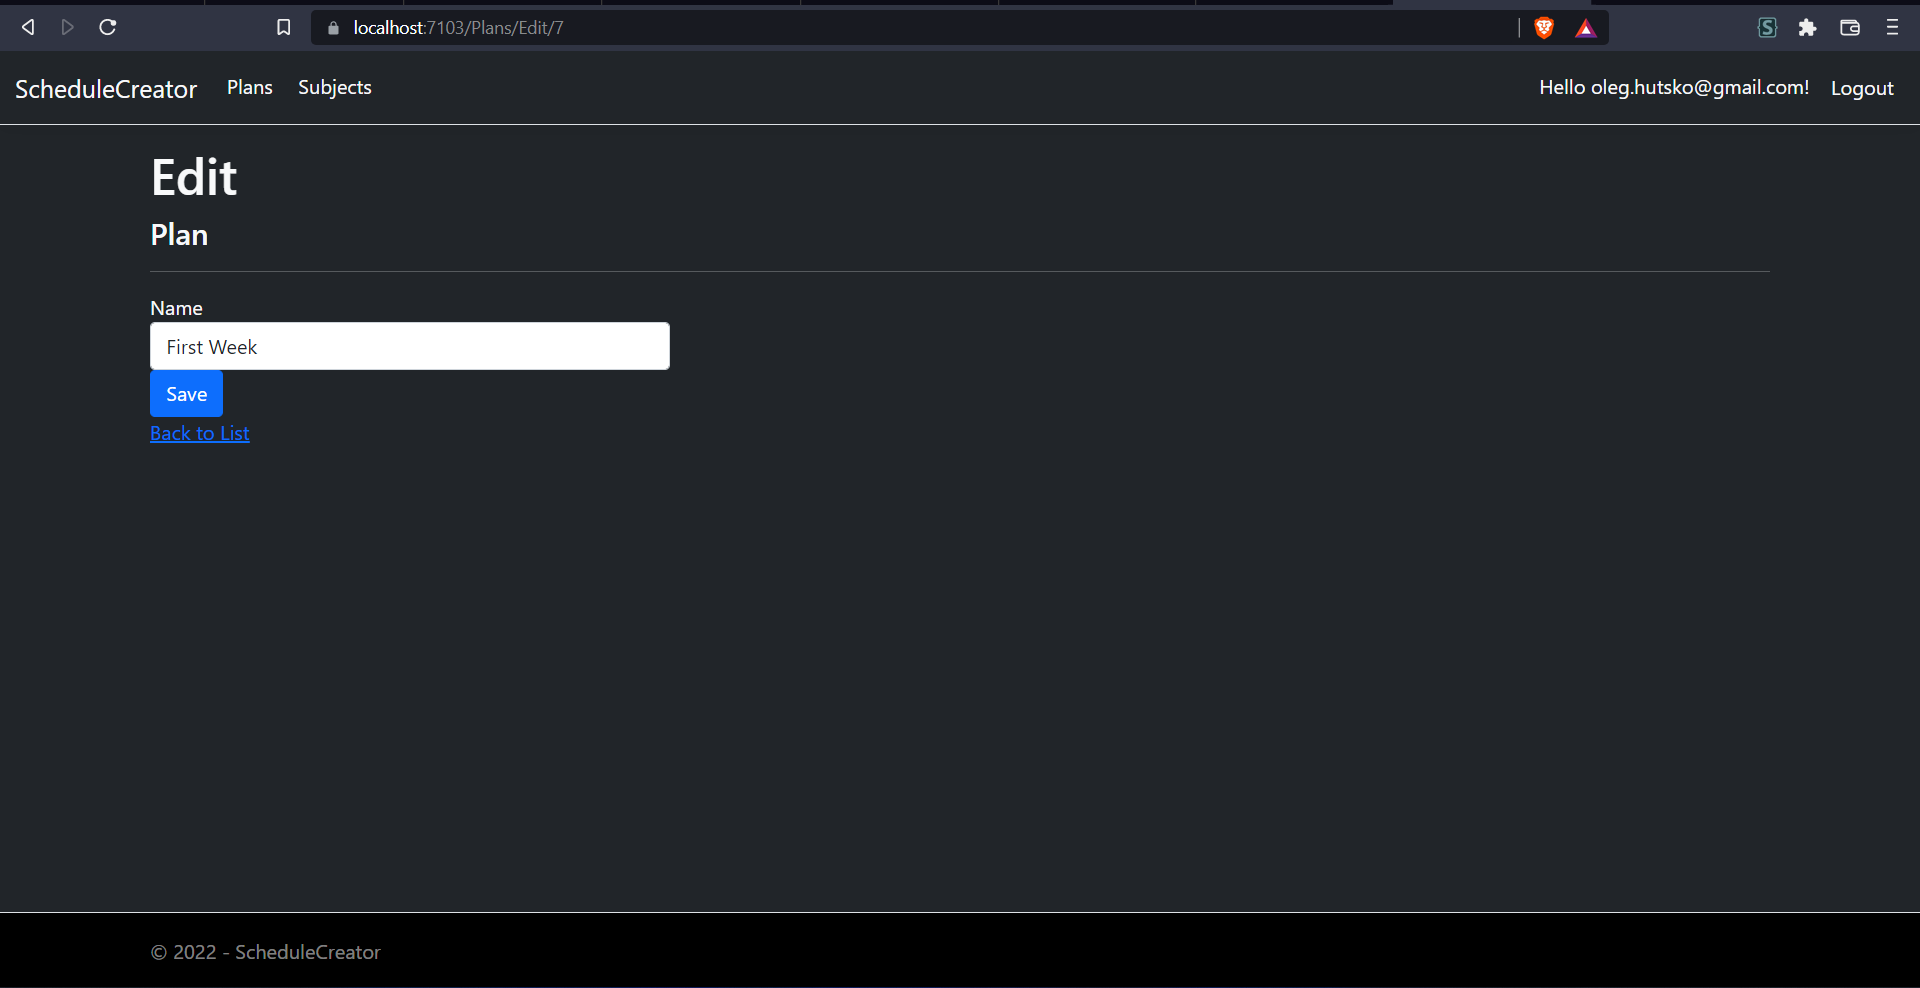 localhost:7103/Plans/Edit/7
ScheduleCreator Plans Subjects Hello oleg.hutsko@gmail.com! Logout
Edit
Plan
Name
First Week
Save
Back to List
© 2022 - ScheduleCreator